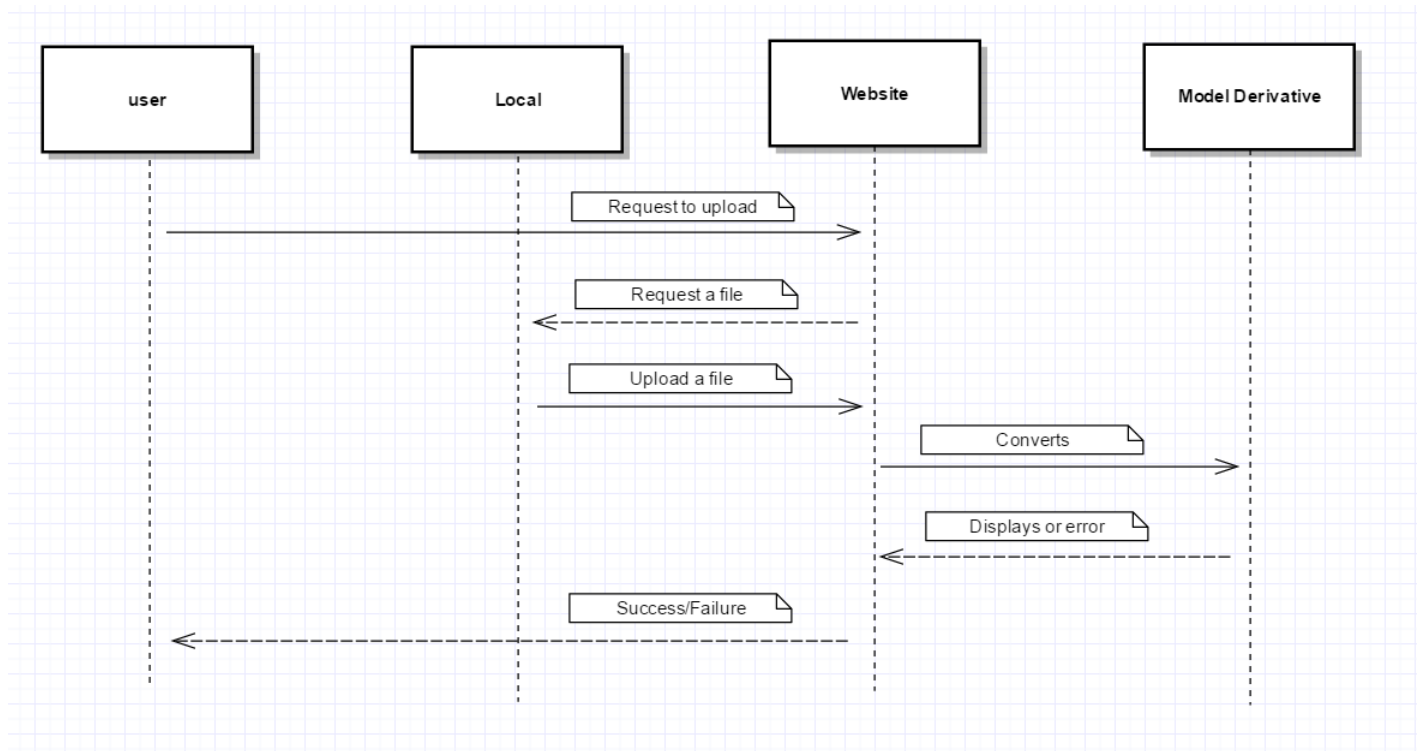 user
Local
Website
Model Derivative
Request to upload
Request a file
Upload a file
Converts
Displays or error
Success/Failure